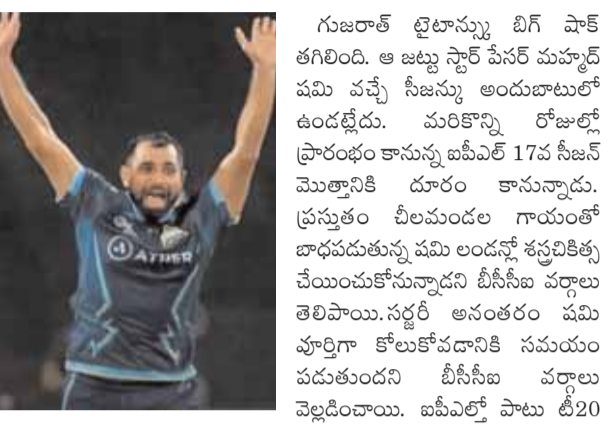 ATHER
గుజరాత్ టైటాన్స్కు బిగ్ షాక్
తగిలింది. ఆ జట్టు స్టార్ పేసర్ మహ్మద్
షమి వచ్చే సీజన్కు అందుబాటులో
ఉండట్లేదు. మరికొన్ని రోజుల్లో
ప్రారంభం కానున్న ఐపీఎల్ 17వ సీజన్
మొత్తానికి దూరం కానున్నాడు.
ప్రస్తుతం చీలమండల గాయంతో
బాధపడుతున్న షమి లండన్లో శస్త్రచికిత్స
చేయించుకోనున్నాడని బీసీసీఐ వర్గాలు
తెలిపాయి. సర్జరీ అనంతరం షమి
పూర్తిగా కోలుకోవడానికి సమయం
పడుతుందని బీసీసీఐ వర్గాలు
వెల్లడించాయి. ఐపీఎల్తో పాటు టీ20